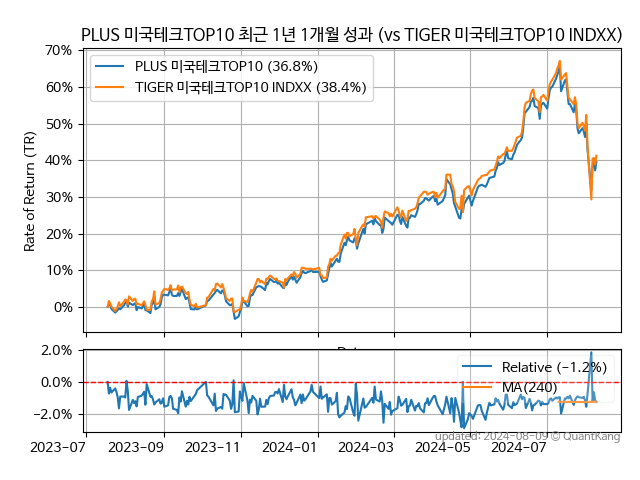 PLUS 미국테크TOP10 최근 1년 1개월 성과 (vs TIGER 미국테크TOP10 INDXX)
70%
60%
50%
40%
30%
20%
10%
0%
Rate of Return (TR)
PLUS 미국테크TOP10 (36.8%)
TIGER 미국테크TOP10 INDXX (38.4%)
2.0%
0.0%
−2.0%
Relative (−1.2%)
MA(240)
2023-07
2023-09
2023-11
2024-01
2024-03
2024-05
2024-07
updated: 2024-08-09 © QuantKang